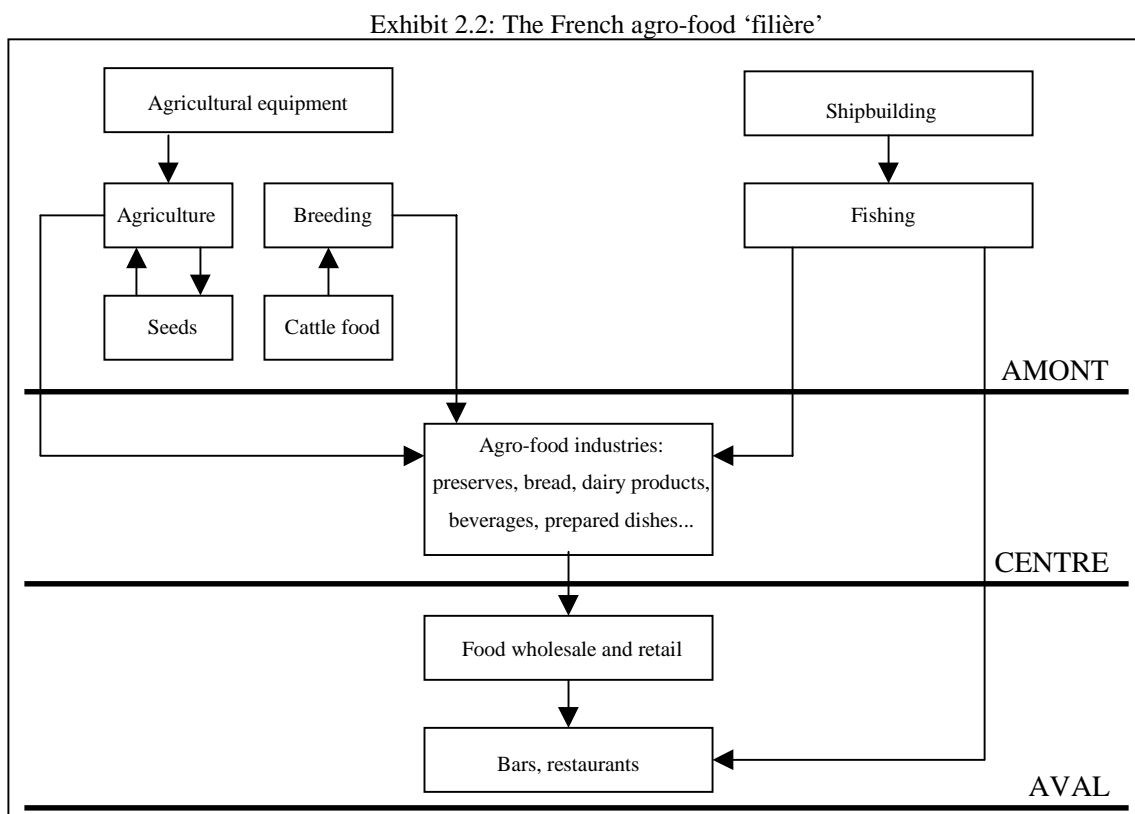 Exhibit 2.2: The French agro-food ‘filière’
Agricultural equipment
Shipbuilding
Agriculture
Breeding
Fishing
Seeds
Cattle food
AMONT
Agro-food industries:
preserves, bread, dairy products,
beverages, prepared dishes...
CENTRE
Food wholesale and retail
Bars, restaurants
AVAL